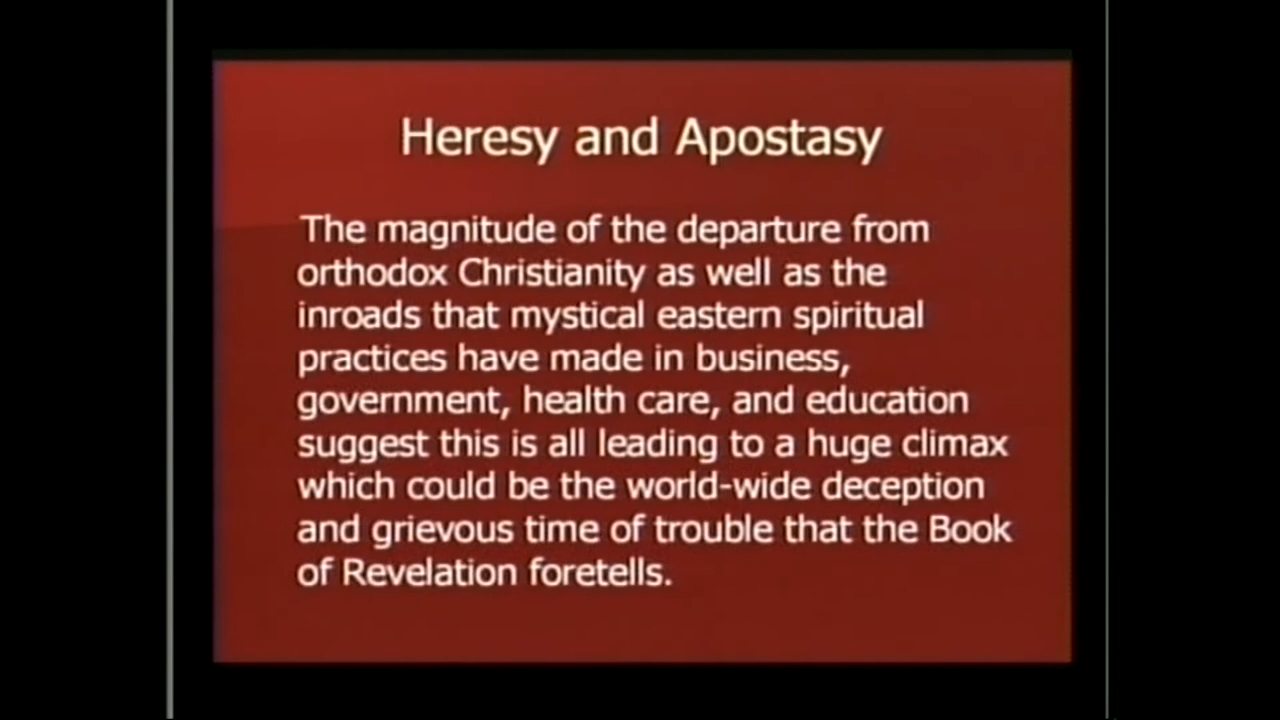 Heresy and Apostasy
The magnitude of the departure from
orthodox Christianity as well as the
inroads that mystical eastern spiritual
practices have made in business,
government, health care, and education
suggest this is all leading to a huge climax
which could be the world-wide deception
and grievous time of trouble that the Book
of Revelation foretells.